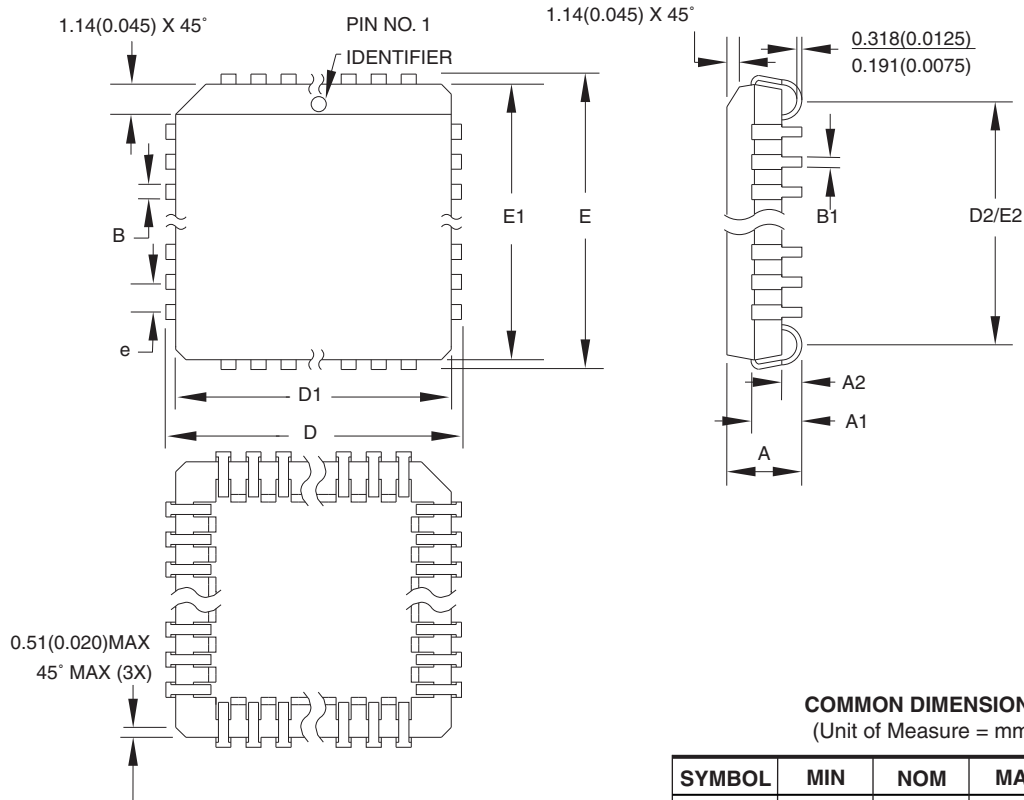 1.14(0.045) X 45˚
PIN NO. 1
IDENTIFIER
1.14(0.045) X 45˚
0.318(0.0125)
0.191(0.0075)
E1
E
B
e
B1
D2/E2
D1
D
A2
A1
A
0.51(0.020)MAX
45˚ MAX (3X)
COMMON DIMENSION
(Unit of Measure = mm
SYMBOL MIN NOM MA